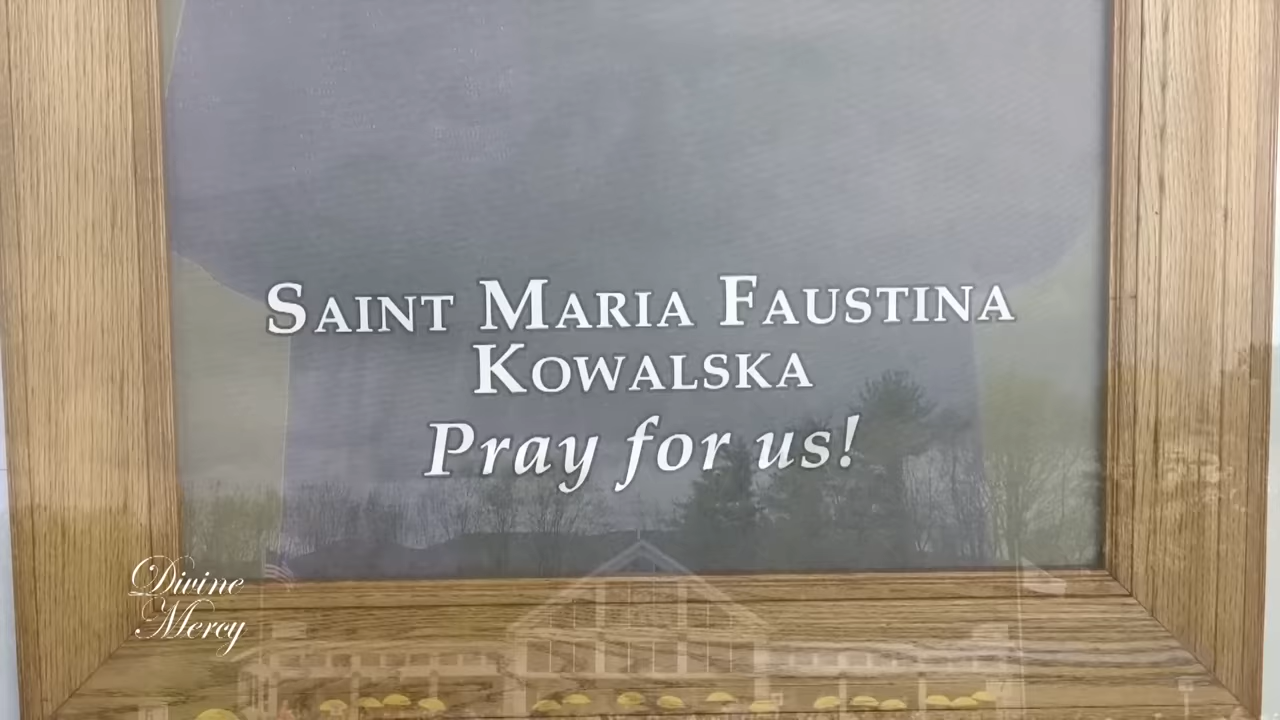 Saint Maria Faustina
Kowalska
Pray for us!
Divine
Mercy